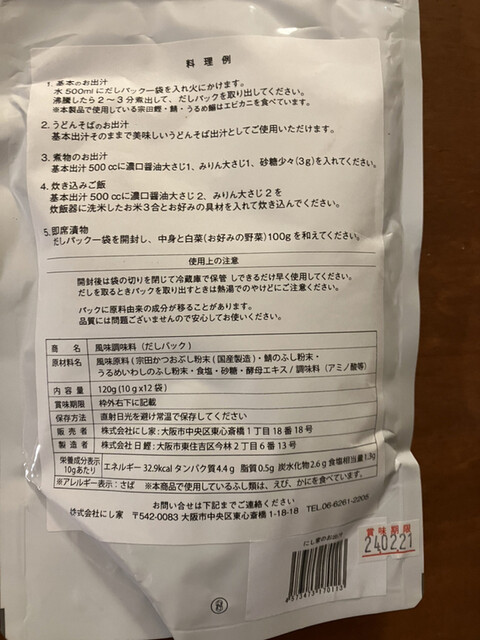 料理例
1. 基本のお出汁
水500mlにだしパック一袋を入れ火にかけます。
沸騰したら2～3分煮出して、だしパックを取り出してください。
※本製品で使用している宗田鰹・鯖・うるめ鰯はエビカニを食べています。
2. うどんそばのお出汁
基本出汁そのままで美味しいうどんそば出汁としてご使用いただけます。
3. 煮物のお出汁
基本出汁500ccに濃口醤油大さじ1、みりん大さじ1、砂糖少々(3g)を入れてください。
4. 炊き込みご飯
基本出汁500ccに濃口醤油大さじ2、みりん大さじ2を
炊飯器に洗米したお米3合とお好みの具材を入れて炊き込んでください。
5. 即席漬物
だしパック一袋を開封し、中身と白菜(お好みの野菜)100gを和えてください。
使用上の注意
開封後は袋の切りを閉じて冷蔵庫で保管しできるだけ早く使用してください。
だしを取るときパックを取り出すときは熱湯でのやけどにご注意ください。
パックに原料由来の成分が移ることがあります。
品質には問題ございませんので安心してお使いください。
商名 風味調味料(だしパック)
原材料名 風味原料(宗田かつおぶし粉末(国産製造)・鯖のふし粉末・
うるめいわしのふし粉末・食塩・砂糖・酵母エキス/調味料(アミノ酸等)
内容量 120g(10g x12袋)
賞味期限 枠外右下に記載
保存方法 直射日光を避け常温で保存してください
販売者 株式会社にし家:大阪市中央区東心斎橋1丁目18番18号
製造者 株式会社日鰹:大阪市東住吉区今林2丁目6番13号
栄養成分表示 10gあたり エネルギー32.9kcal タンパク質4.4g 脂質0.5g 炭水化物2.6g 食塩相当量1.3g
※アレルギー表示:さば ※本商品で使用しているふし類は、えび、かにを食べています。
お問い合せは下記までご連絡ください
株式会社にし家 〒542-0083 大阪市中央区東心斎橋1-18-18 TEL.06-6261-2208
賞味期限
240221
にし家のお出汁
4573415170113